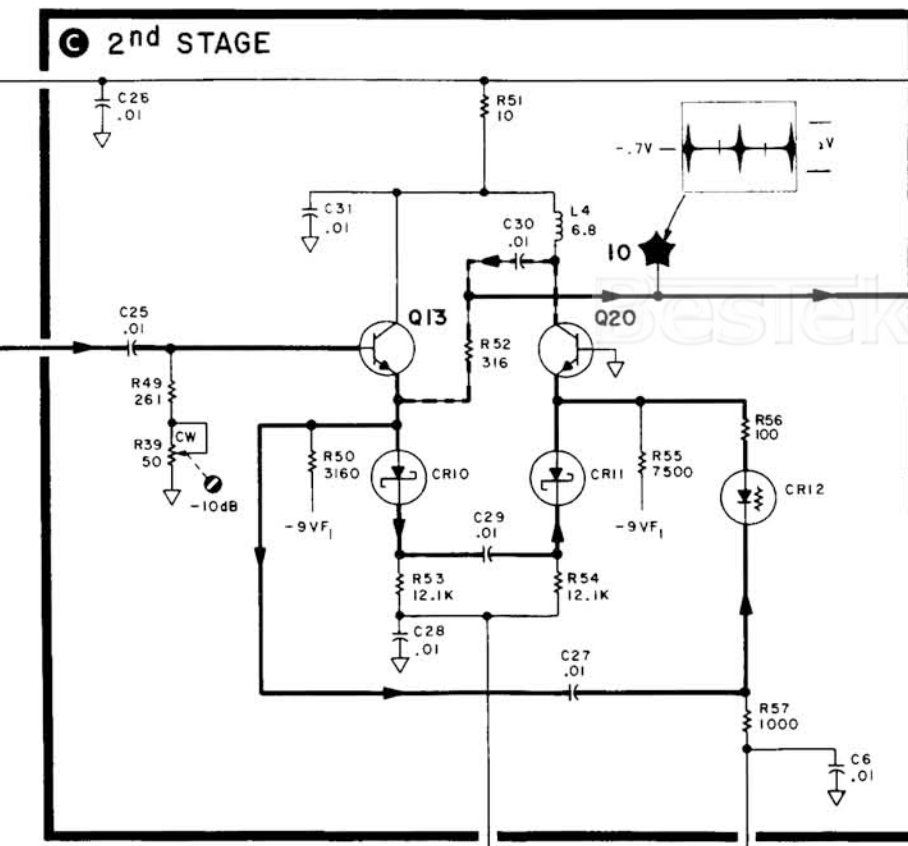 C 2nd STAGE
C26
.01
R51
10
-.7V
C31
.01
C30
.01
L4
6.8
10
BesTek
C25
.01
Q13
R52
316
Q20
R49
261
R39
50
CW
-10dB
R50
3160
CR10
CR11
R55
7500
R56
100
CR12
-9VF1
-9VF1
C29
.01
R53
12.1K
R54
12.1K
C28
.01
C27
.01
R57
1000
C6
.01